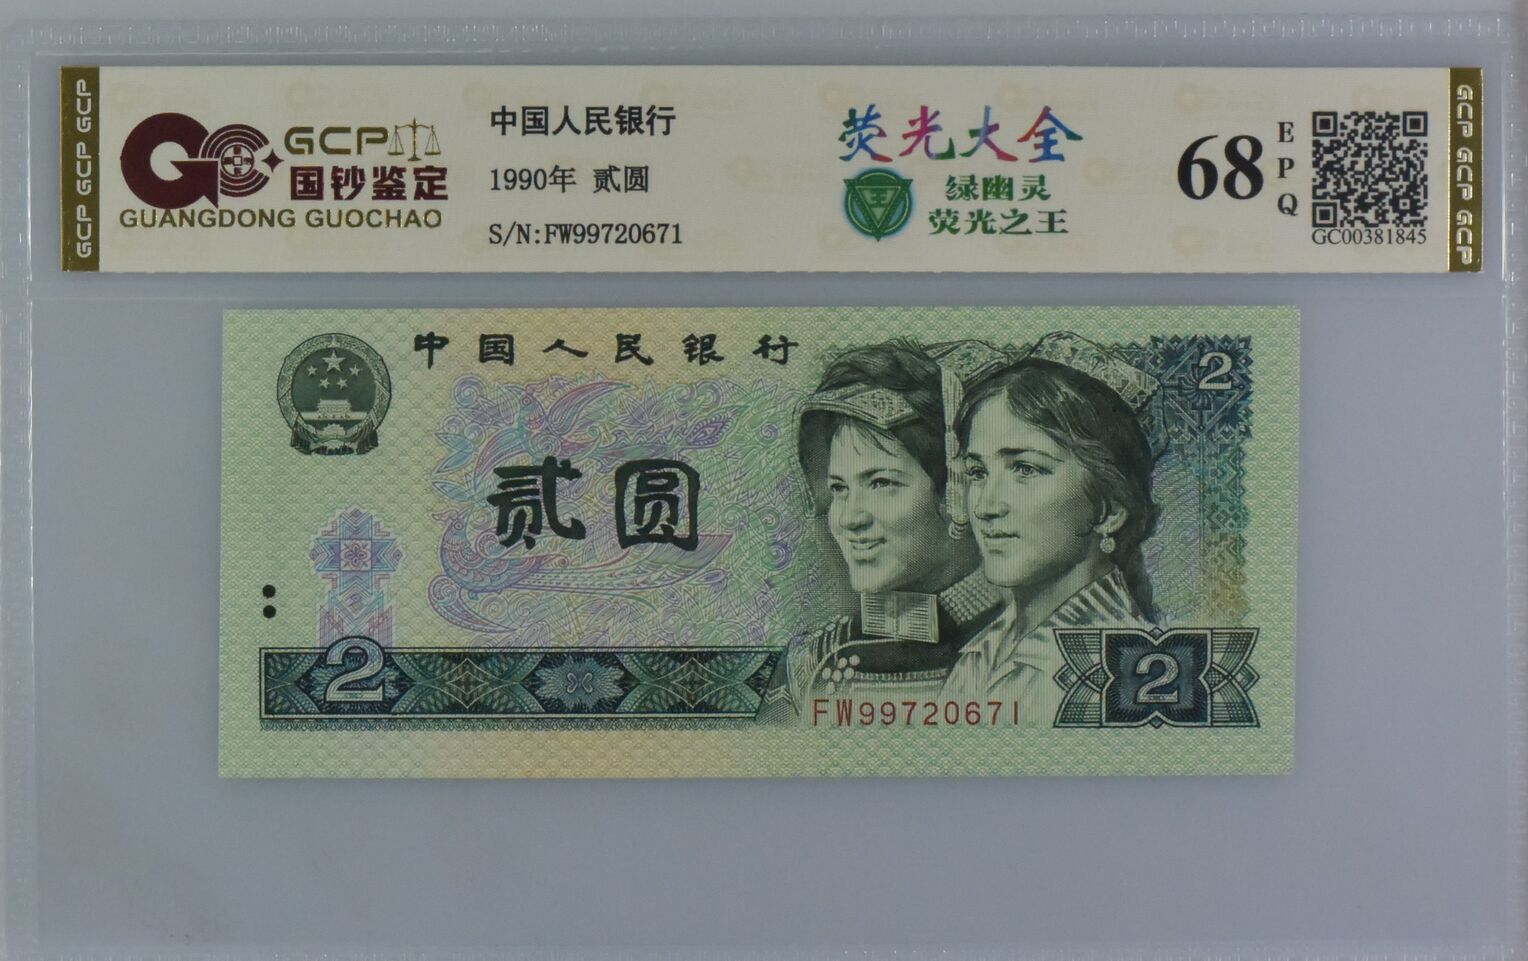 GCP GCP GCP
GCP
国钞鉴定
GUANGDONG GUOCHAO
中国人民银行
1990年 贰圆
S/N:FW99720671
荧光大全
王
绿幽灵
荧光之王
68
EPQ
GC00381845
GCP GCP GCP
中国人民银行
2
贰圆
2
FW99720671
2